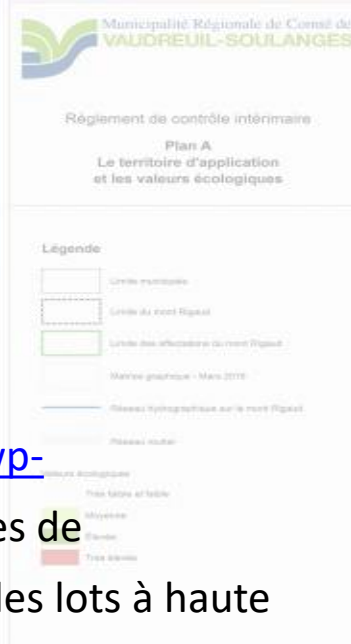 Municipalité Régionale de Comté de
VAUDREUIL-SOULANGES
Règlement de contrôle intérimaire
Plan A
Le territoire d'application
et les valeurs écologiques
Légende
Limite municipale
Limite du mont Rigaud
Limite des affectations du mont Rigaud
Matrice graphique - Mars 2019
Réseau hydrographique sur le mont Rigaud
Réseau routier
vp-
Valeurs écologiques
Très faible et faible
Moyenne
es de
Élevée
Très élevée
des lots à haute